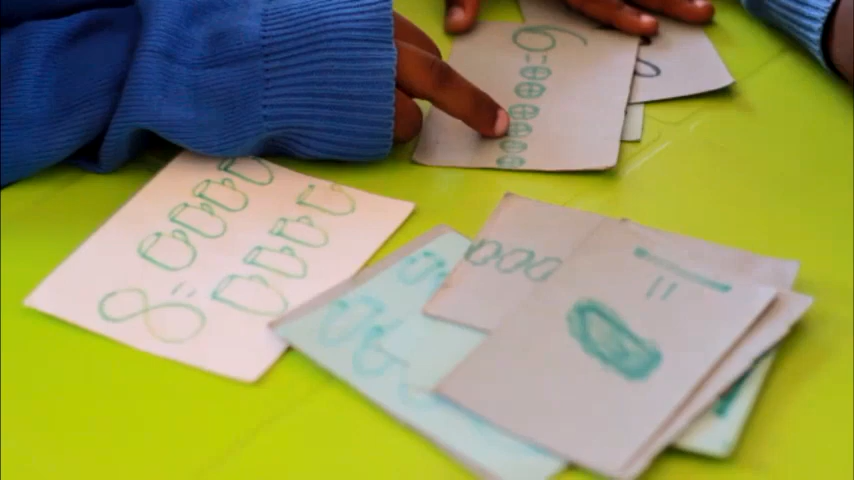 6 =
8 =
1 =